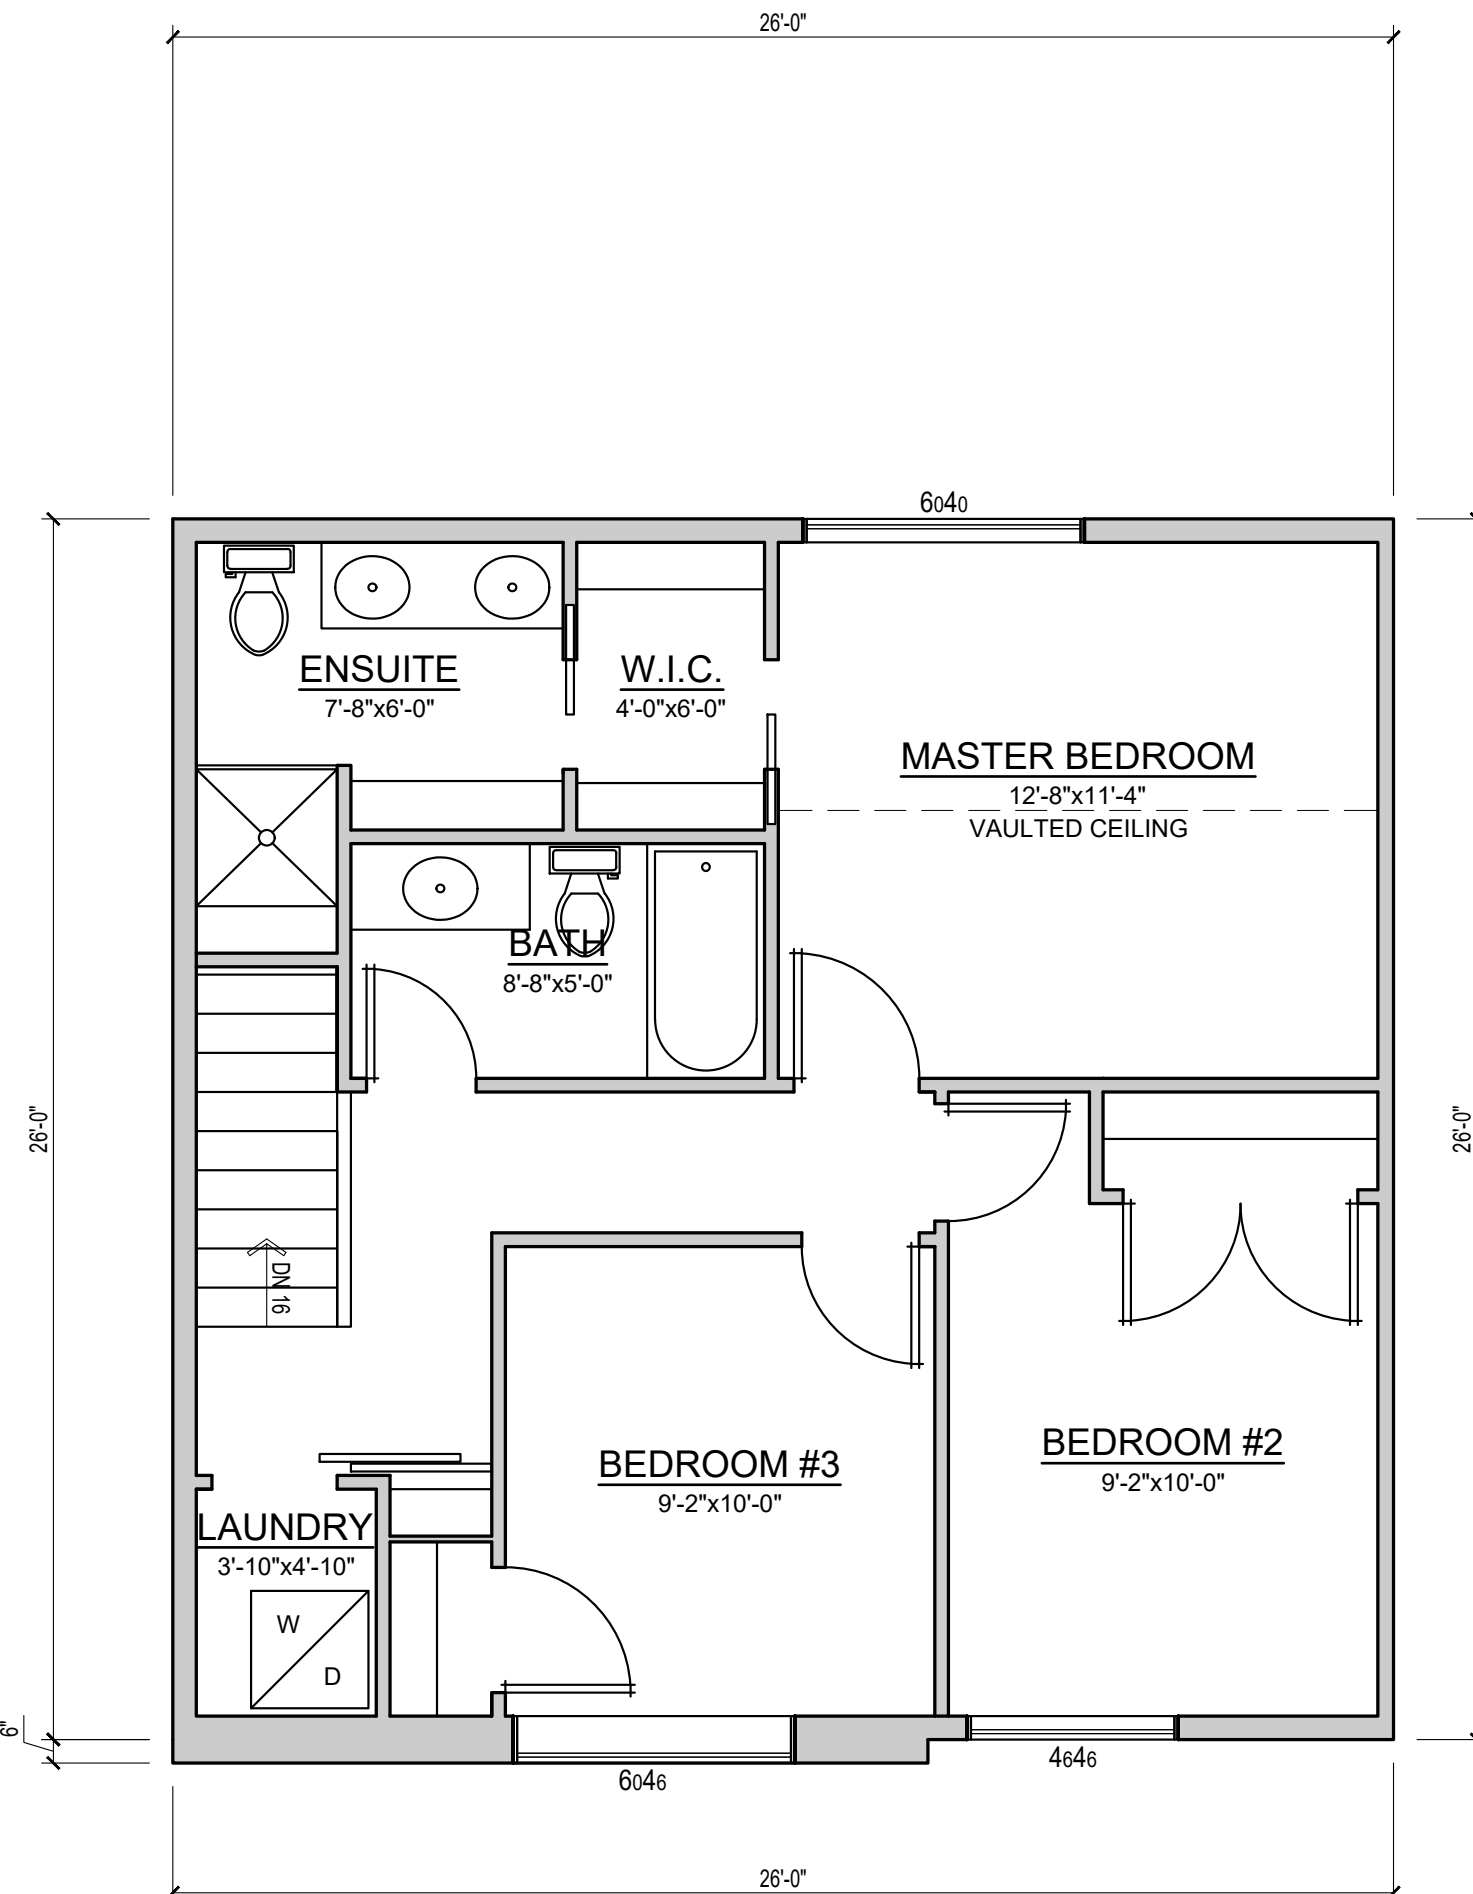 26'-0"
6040
ENSUITE
7'-8"x6'-0"
W.I.C.
4'-0"x6'-0"
MASTER BEDROOM
12'-8"x11'-4"
VAULTED CEILING
BATH
8'-8"x5'-0"
26'-0"
26'-0"
DN 16
BEDROOM #3
9'-2"x10'-0"
BEDROOM #2
9'-2"x10'-0"
LAUNDRY
3'-10"x4'-10"
W
D
6"
6046
4646
26'-0"